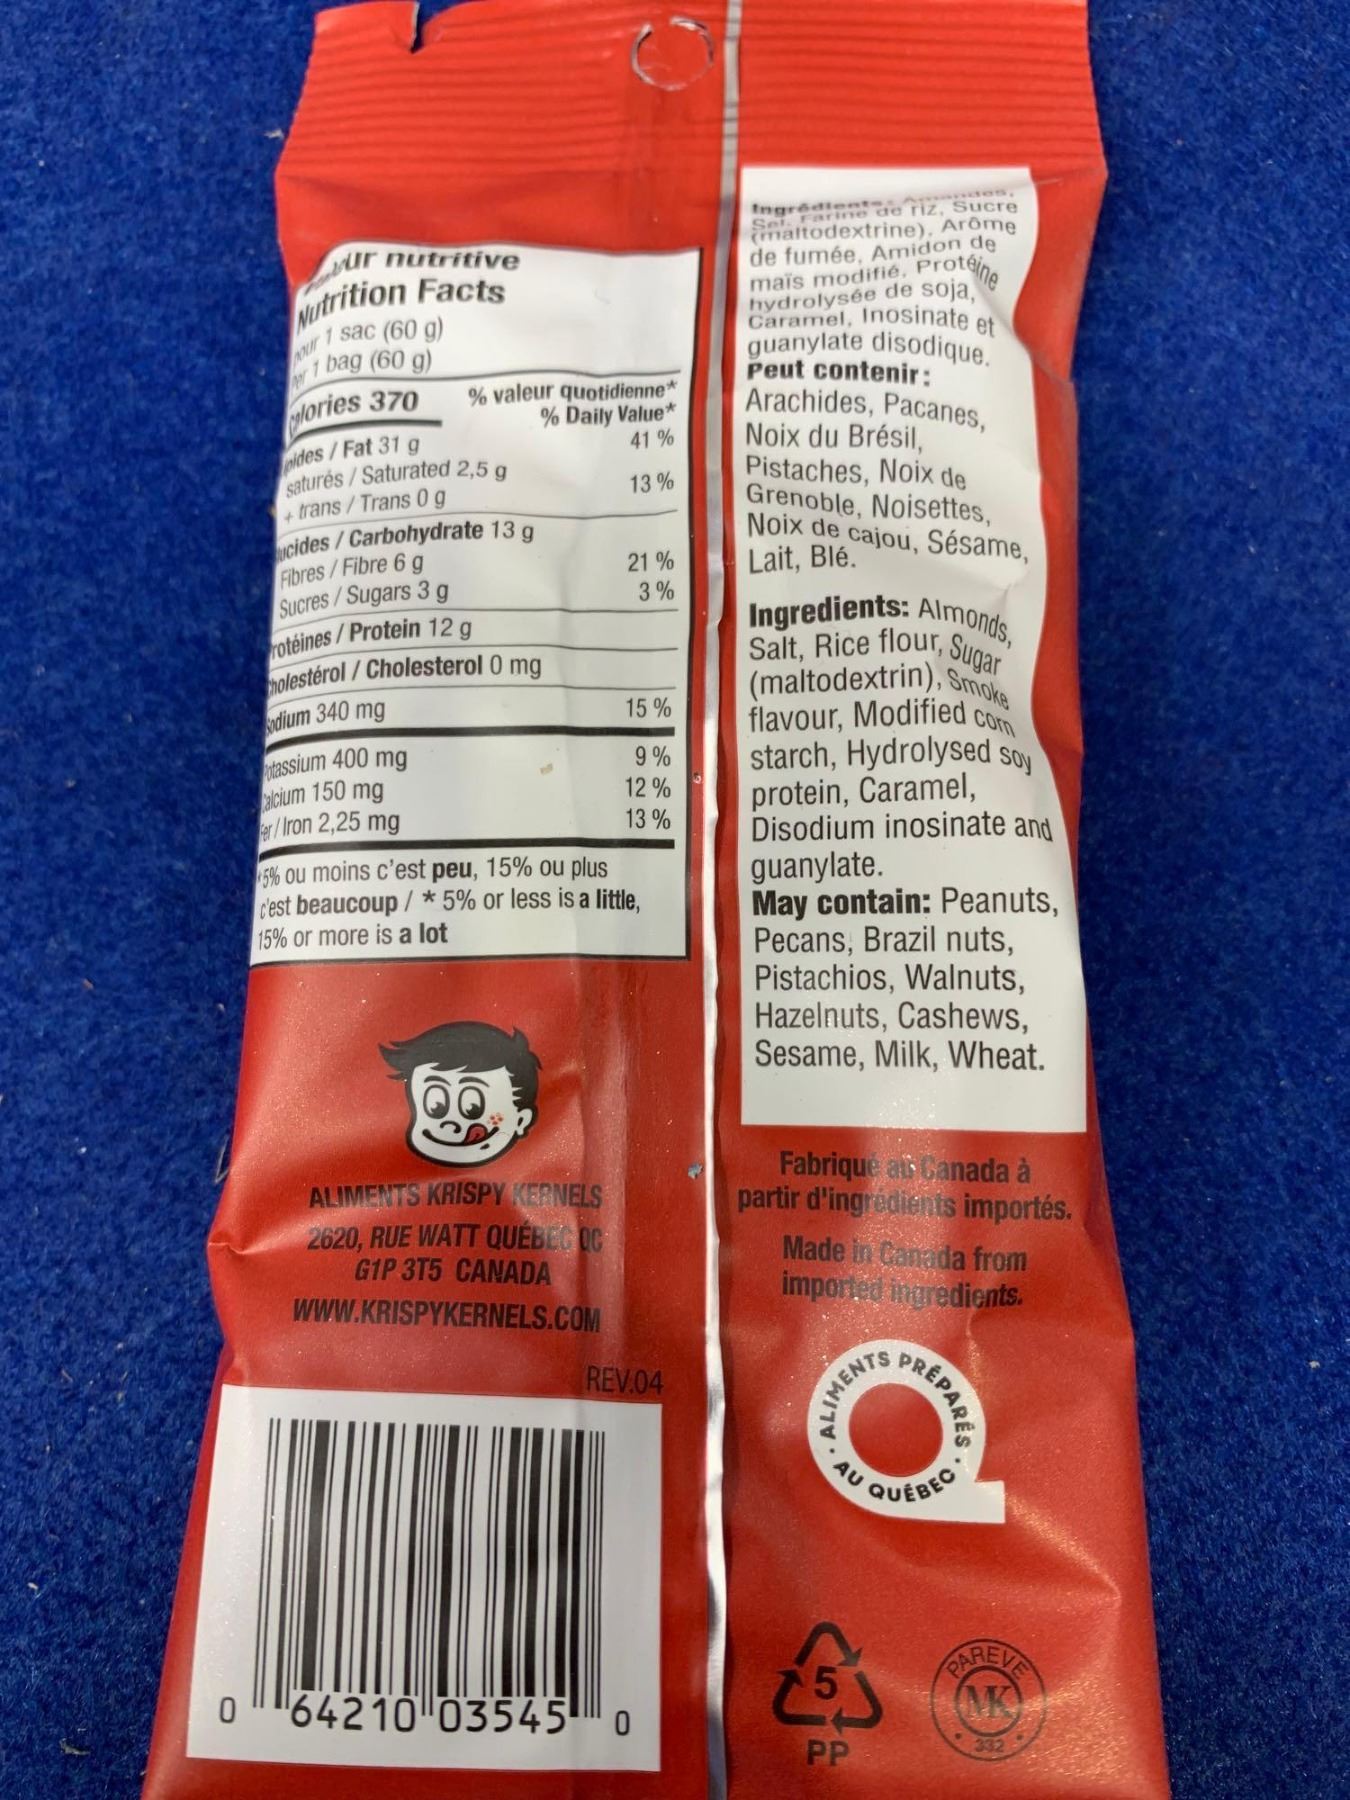 nutritive
Nutrition Facts
pour 1 sac (60 g)
Per 1 bag (60 g)
Calories 370
% valeur quotidienne*
% Daily Value*
Fat 31 g 41 %
saturés / Saturated 2,5 g
+ trans / Trans 0 g 13 %
Carbohydrate 13 g
Fibres / Fibre 6 g 21 %
Sucres / Sugars 3 g 3 %
Protéines / Protein 12 g
Cholestérol / Cholesterol 0 mg
Sodium 340 mg 15 %
Potassium 400 mg 9 %
Calcium 150 mg 12 %
Fer / Iron 2,25 mg 13 %
*5% ou moins c'est peu, 15% ou plus
c'est beaucoup / * 5% or less is a little,
15% or more is a lot
ALIMENTS KRISPY KERNELS
2620, RUE WATT QUÉBEC QC
G1P 3T5 CANADA
WWW.KRISPYKERNELS.COM
REV.04
0 64210 03545 0
Ingrédients: Amandes,
Sel, Farine de riz, Sucre
(maltodextrine), Arôme
de fumée, Amidon de
maïs modifié, Protéine
hydrolysée de soja,
Caramel, Inosinate et
guanylate disodique.
Peut contenir:
Arachides, Pacanes,
Noix du Brésil,
Pistaches, Noix de
Grenoble, Noisettes,
Noix de cajou, Sésame,
Lait, Blé.
Ingredients: Almonds,
Salt, Rice flour, Sugar
(maltodextrin), Smoke
flavour, Modified corn
starch, Hydrolysed soy
protein, Caramel,
Disodium inosinate and
guanylate.
May contain: Peanuts,
Pecans, Brazil nuts,
Pistachios, Walnuts,
Hazelnuts, Cashews,
Sesame, Milk, Wheat.
Fabriqué au Canada à
partir d'ingrédients importés.
Made in Canada from
imported ingredients.
ALIMENTS PRÉPARÉS
AU QUÉBEC
5
PP
PAREVE
MK
332